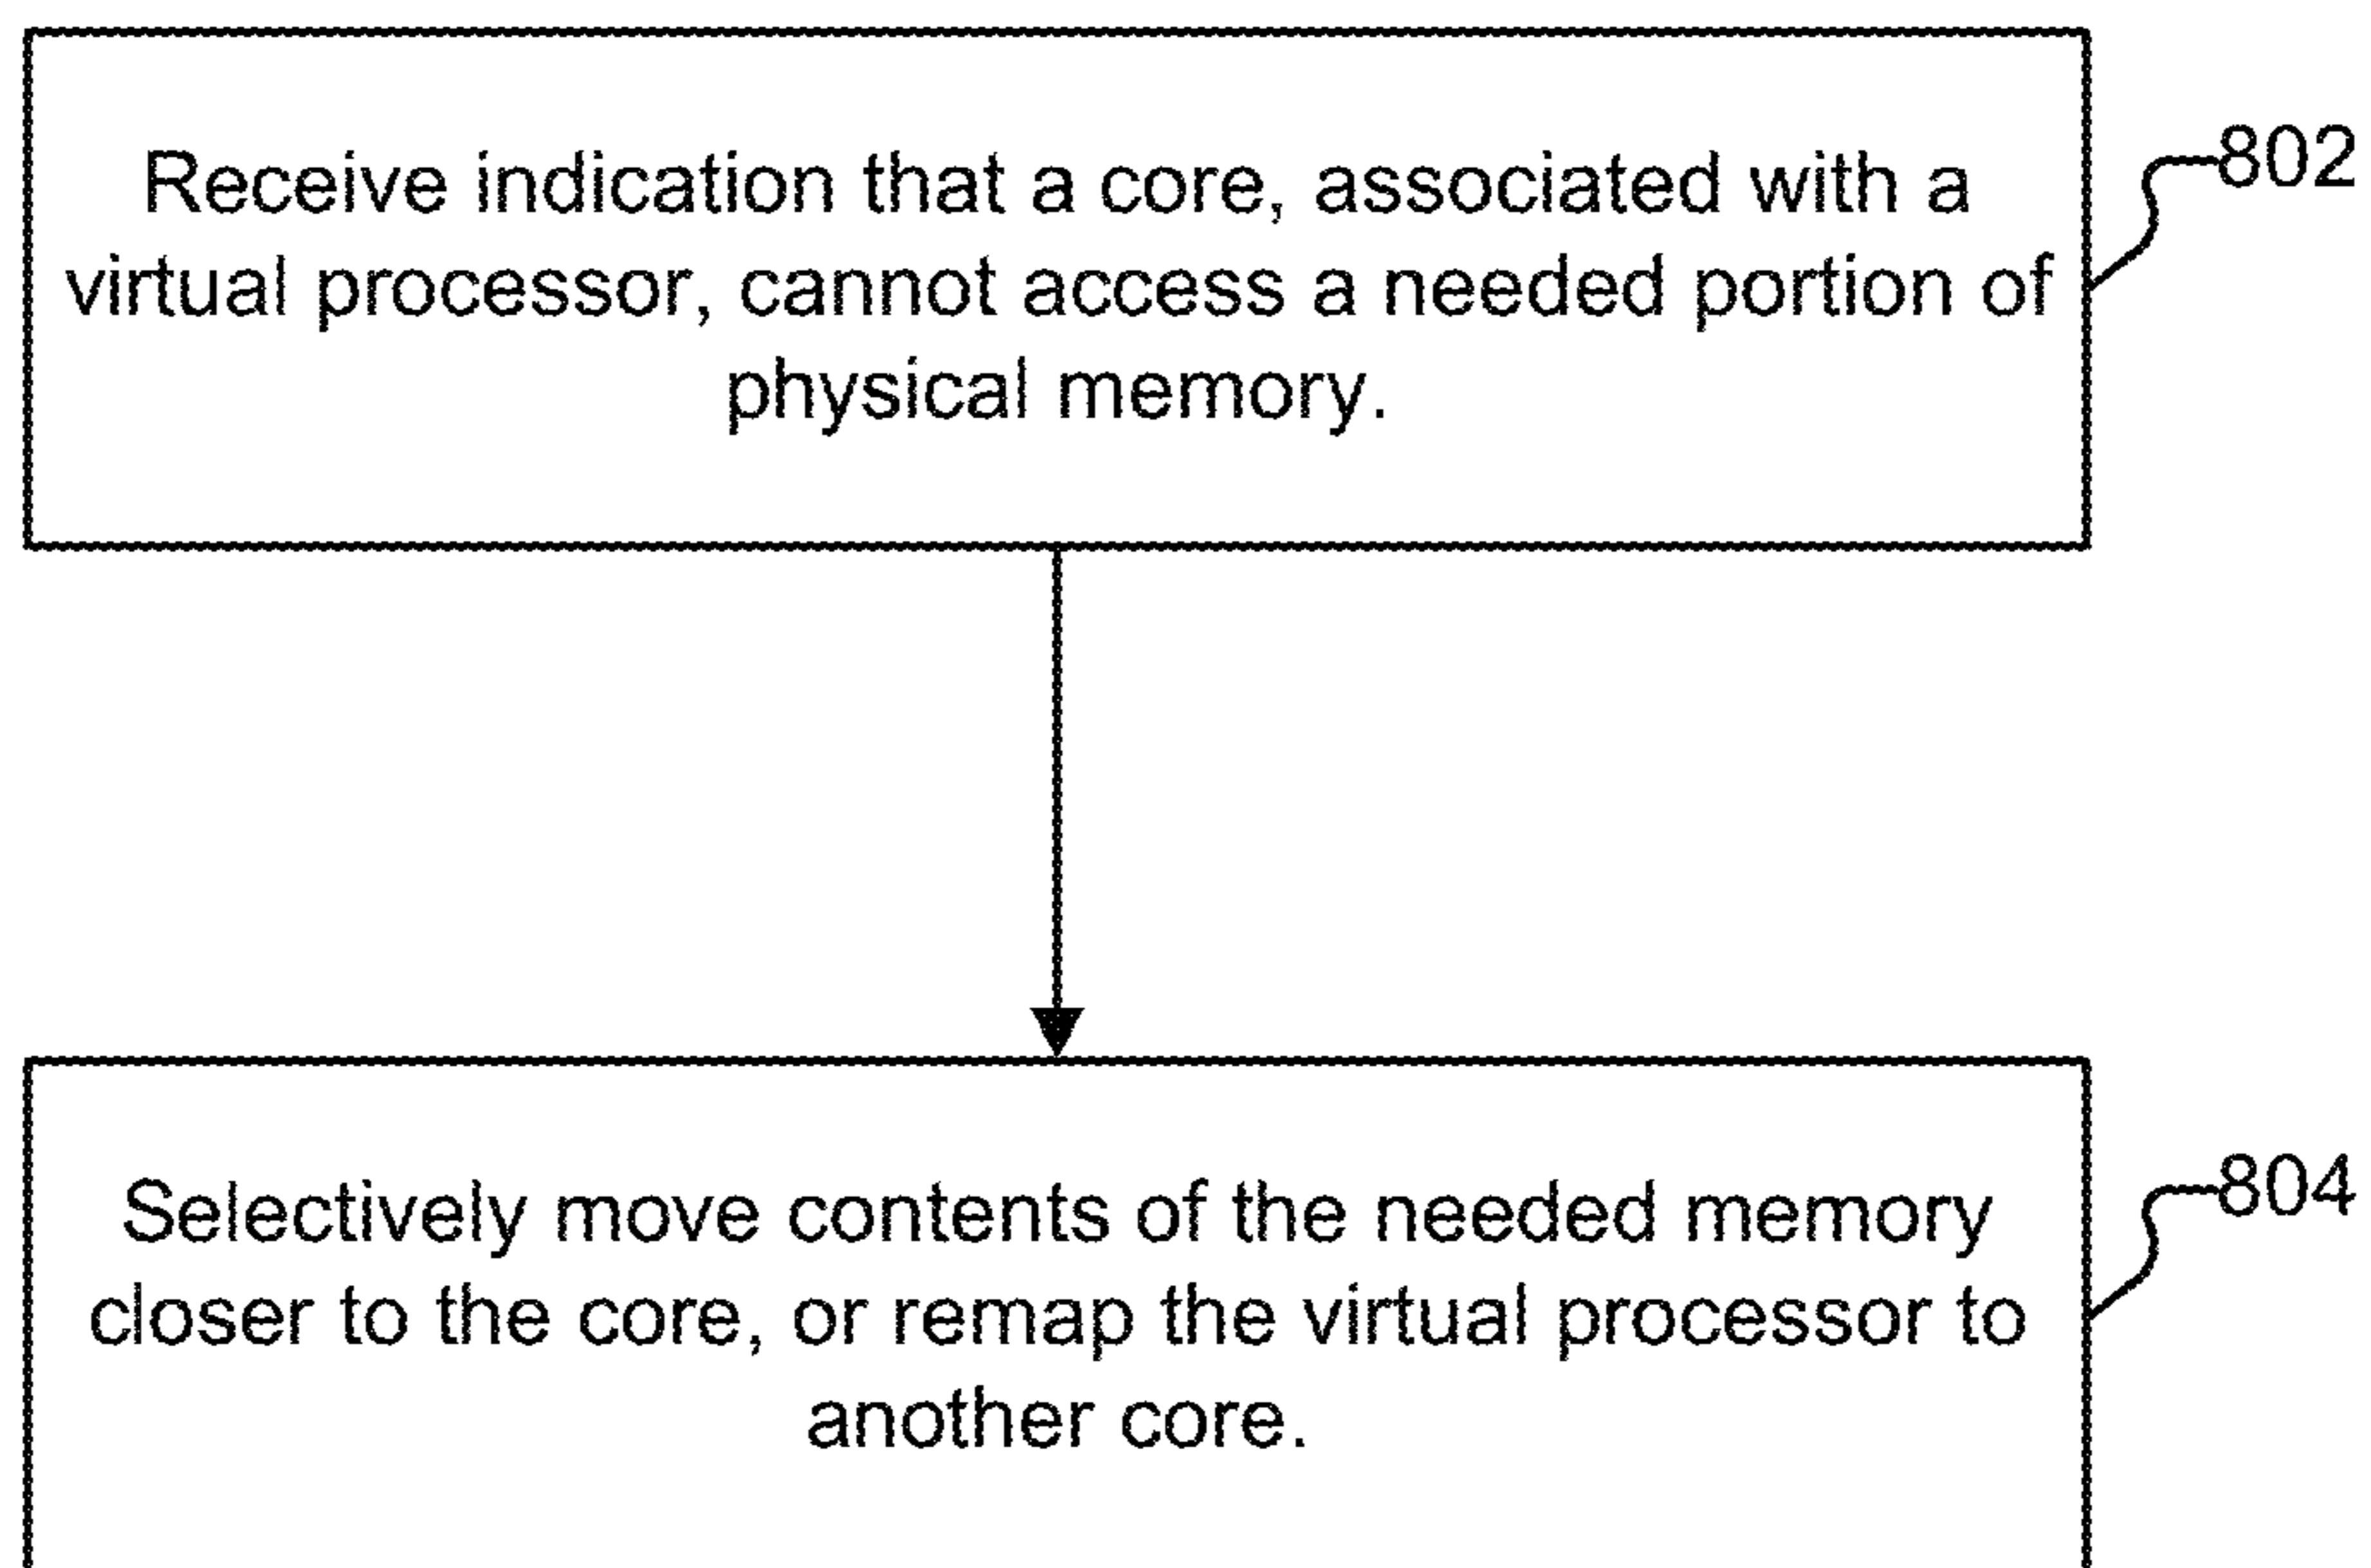 Receive indication that a core, associated with a
virtual processor, cannot access a needed portion of
physical memory.
802
Selectively move contents of the needed memory
closer to the core, or remap the virtual processor to
another core.
804